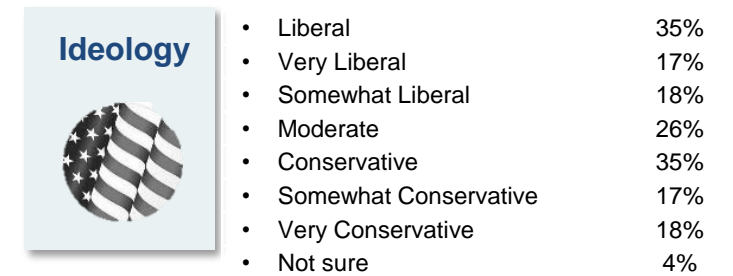 Ideology
• Liberal 35%
• Very Liberal 17%
• Somewhat Liberal 18%
• Moderate 26%
• Conservative 35%
• Somewhat Conservative 17%
• Very Conservative 18%
• Not sure 4%